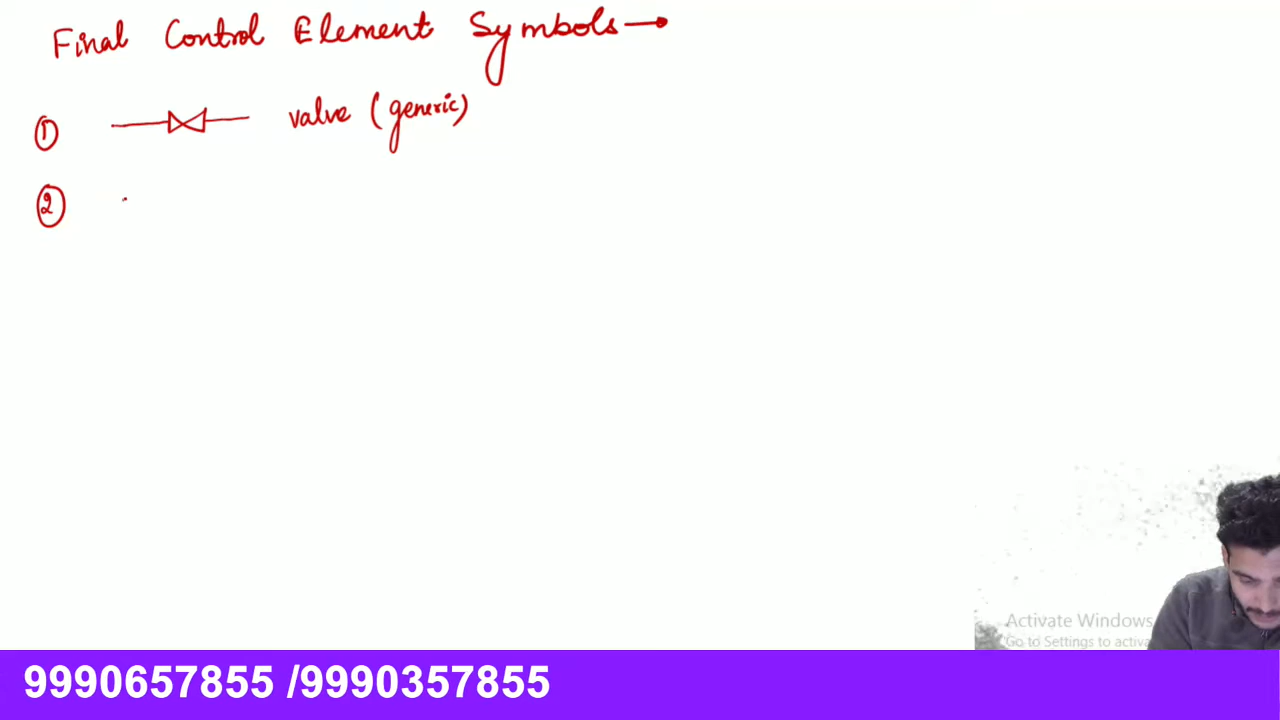 Final Control Element Symbols
① valve (generic)
②
Activate Windows
Go to Settings to activa
9990657855 /9990357855